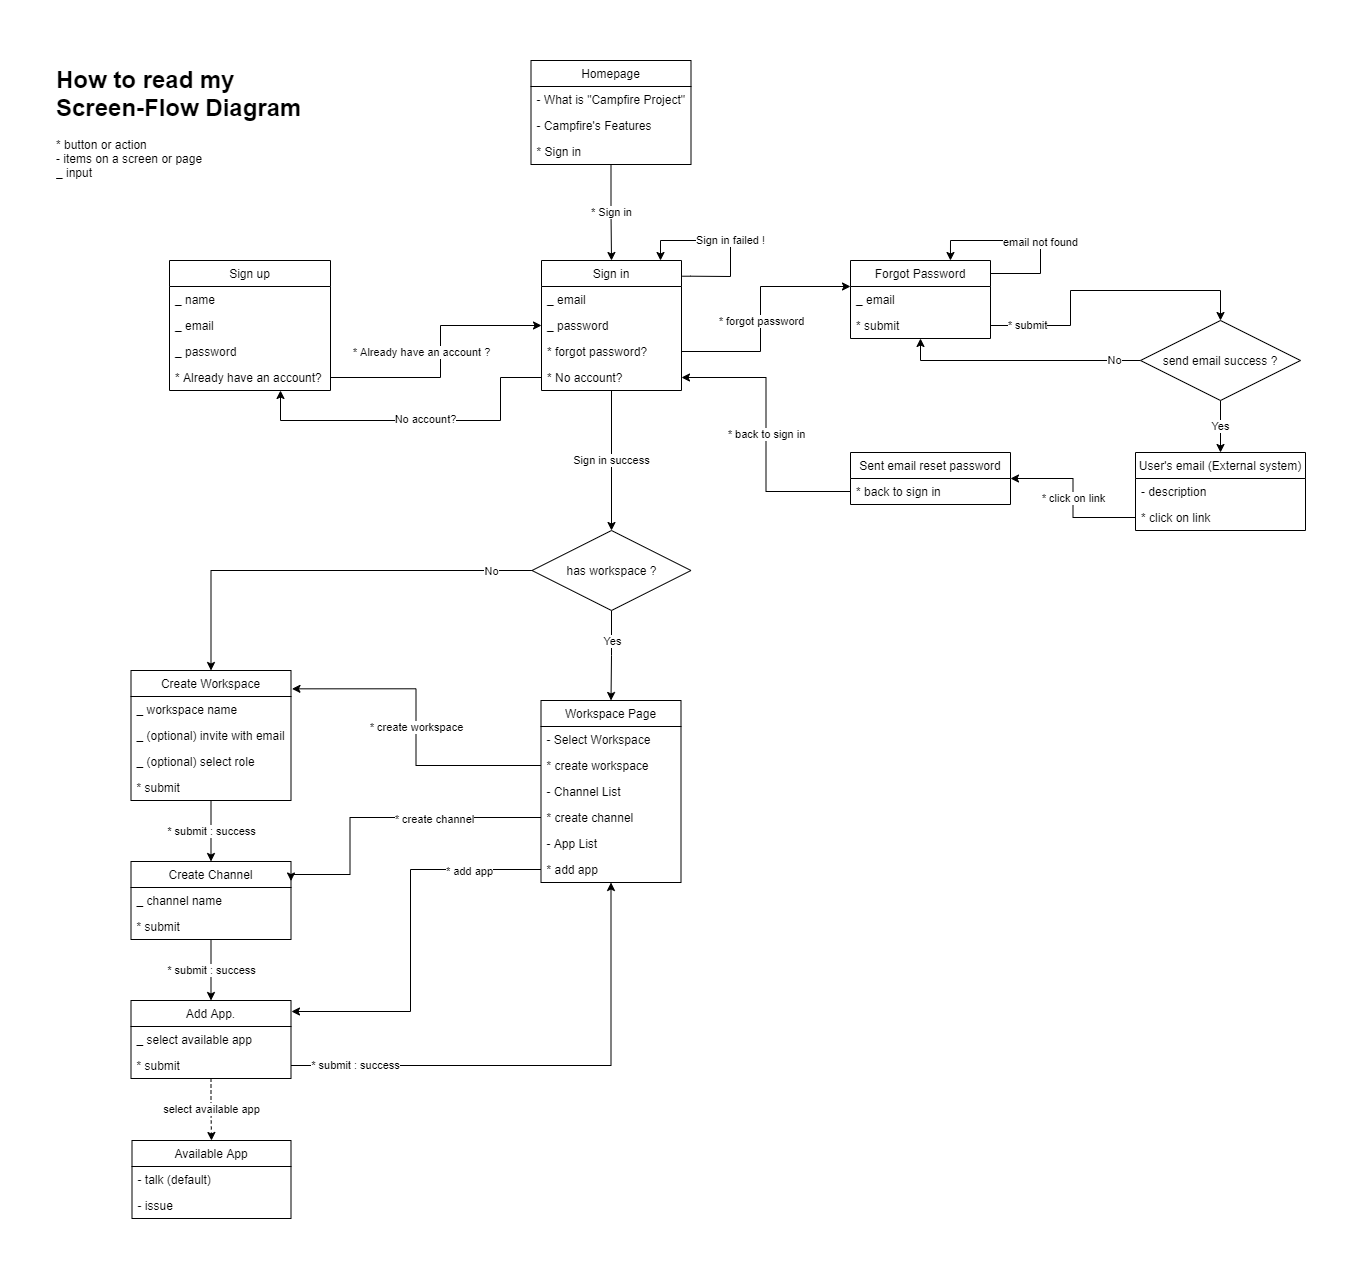 How to read my
Screen-Flow Diagram
* button or action
- items on a screen or page
_ input
Homepage
- What is "Campfire Project"
- Campfire's Features
* Sign in
* Sign in
Sign in failed !
email not found
Sign up
_ name
_ email
_ password
* Already have an account?
* Already have an account ?
No account?
Sign in
_ email
_ password
* forgot password?
* No account?
* forgot password
Forgot Password
_ email
* submit
* submit
send email success ?
No
Yes
User's email (External system)
- description
* click on link
* click on link
Sent email reset password
* back to sign in
* back to sign in
Sign in success
has workspace ?
No
Yes
Create Workspace
_ workspace name
_ (optional) invite with email
_ (optional) select role
* submit
* create workspace
Workspace Page
- Select Workspace
* create workspace
- Channel List
* create channel
- App List
* add app
* submit : success
* create channel
Create Channel
_ channel name
* submit
* add app
* submit : success
Add App.
_ select available app
* submit
* submit : success
select available app
Available App
- talk (default)
- issue